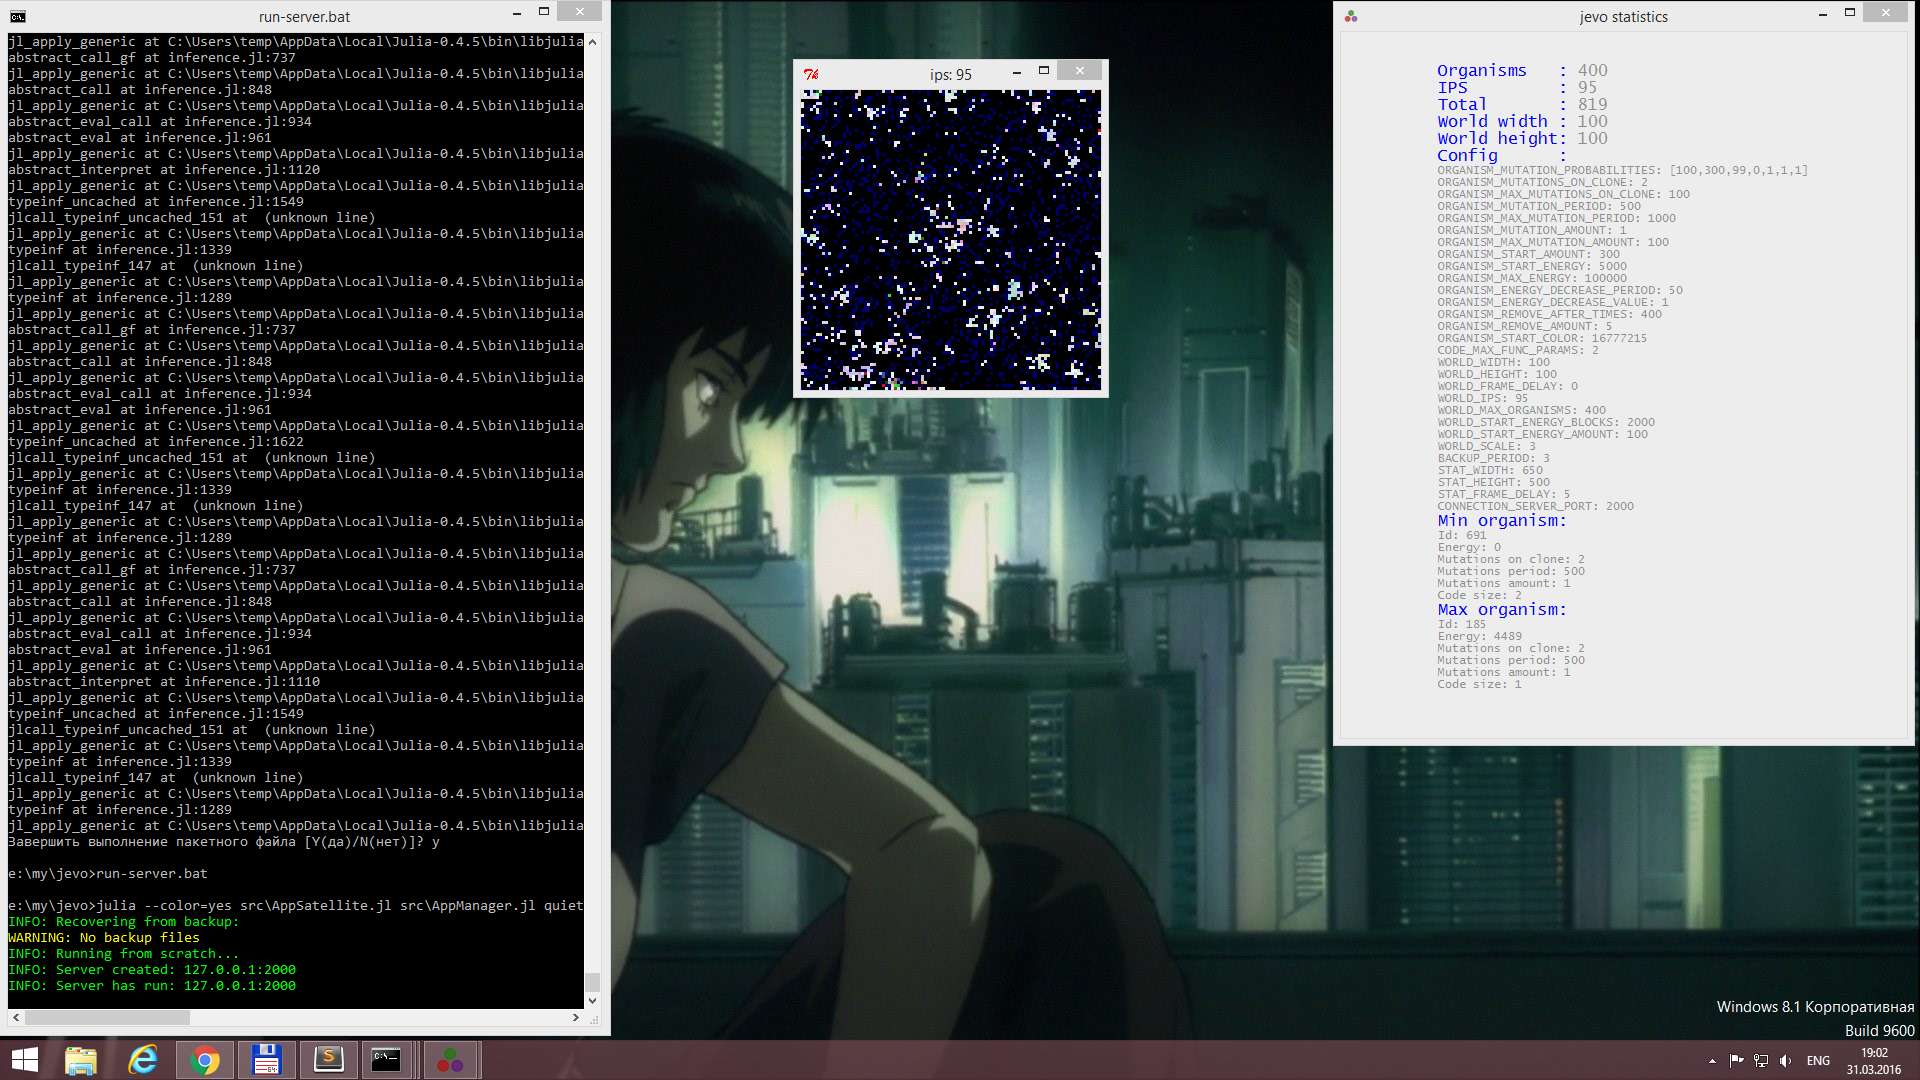 run-server.bat
jl_apply_generic at C:\Users\temp\AppData\Local\Julia-0.4.5\bin\libjulia
abstract_call_gf at inference.jl:737
jl_apply_generic at C:\Users\temp\AppData\Local\Julia-0.4.5\bin\libjulia
abstract_call at inference.jl:848
jl_apply_generic at C:\Users\temp\AppData\Local\Julia-0.4.5\bin\libjulia
abstract_eval_call at inference.jl:934
abstract_eval at inference.jl:961
jl_apply_generic at C:\Users\temp\AppData\Local\Julia-0.4.5\bin\libjulia
abstract_interpret at inference.jl:1120
jl_apply_generic at C:\Users\temp\AppData\Local\Julia-0.4.5\bin\libjulia
typeinf_uncached at inference.jl:1549
jlcall_typeinf_uncached_151 at  (unknown line)
jl_apply_generic at C:\Users\temp\AppData\Local\Julia-0.4.5\bin\libjulia
typeinf at inference.jl:1339
jlcall_typeinf_147 at  (unknown line)
jl_apply_generic at C:\Users\temp\AppData\Local\Julia-0.4.5\bin\libjulia
typeinf at inference.jl:1289
jl_apply_generic at C:\Users\temp\AppData\Local\Julia-0.4.5\bin\libjulia
abstract_call_gf at inference.jl:737
jl_apply_generic at C:\Users\temp\AppData\Local\Julia-0.4.5\bin\libjulia
abstract_call at inference.jl:848
jl_apply_generic at C:\Users\temp\AppData\Local\Julia-0.4.5\bin\libjulia
abstract_eval_call at inference.jl:934
abstract_eval at inference.jl:961
jl_apply_generic at C:\Users\temp\AppData\Local\Julia-0.4.5\bin\libjulia
typeinf_uncached at inference.jl:1622
jlcall_typeinf_uncached_151 at  (unknown line)
jl_apply_generic at C:\Users\temp\AppData\Local\Julia-0.4.5\bin\libjulia
typeinf at inference.jl:1339
jlcall_typeinf_147 at  (unknown line)
jl_apply_generic at C:\Users\temp\AppData\Local\Julia-0.4.5\bin\libjulia
typeinf at inference.jl:1289
jl_apply_generic at C:\Users\temp\AppData\Local\Julia-0.4.5\bin\libjulia
abstract_call_gf at inference.jl:737
jl_apply_generic at C:\Users\temp\AppData\Local\Julia-0.4.5\bin\libjulia
abstract_call at inference.jl:848
jl_apply_generic at C:\Users\temp\AppData\Local\Julia-0.4.5\bin\libjulia
abstract_eval_call at inference.jl:934
abstract_eval at inference.jl:961
jl_apply_generic at C:\Users\temp\AppData\Local\Julia-0.4.5\bin\libjulia
abstract_interpret at inference.jl:1110
jl_apply_generic at C:\Users\temp\AppData\Local\Julia-0.4.5\bin\libjulia
typeinf_uncached at inference.jl:1549
jlcall_typeinf_uncached_151 at  (unknown line)
jl_apply_generic at C:\Users\temp\AppData\Local\Julia-0.4.5\bin\libjulia
typeinf at inference.jl:1339
jlcall_typeinf_147 at  (unknown line)
jl_apply_generic at C:\Users\temp\AppData\Local\Julia-0.4.5\bin\libjulia
typeinf at inference.jl:1289
jl_apply_generic at C:\Users\temp\AppData\Local\Julia-0.4.5\bin\libjulia
Завершить выполнение пакетного файла [Y(да)/N(нет)]? y
e:\my\jevo>run-server.bat
e:\my\jevo>julia --color=yes src\AppSatellite.jl src\AppManager.jl quiet
INFO: Recovering from backup:
WARNING: No backup files
INFO: Running from scratch...
INFO: Server created: 127.0.0.1:2000
INFO: Server has run: 127.0.0.1:2000
ips: 95
jevo statistics
Organisms   : 400
IPS         : 95
Total       : 819
World width : 100
World height: 100
Config      :
ORGANISM_MUTATION_PROBABILITIES: [100,300,99,0,1,1,1]
ORGANISM_MUTATIONS_ON_CLONE: 2
ORGANISM_MAX_MUTATIONS_ON_CLONE: 100
ORGANISM_MUTATION_PERIOD: 500
ORGANISM_MAX_MUTATION_PERIOD: 1000
ORGANISM_MUTATION_AMOUNT: 1
ORGANISM_MAX_MUTATION_AMOUNT: 100
ORGANISM_START_AMOUNT: 300
ORGANISM_START_ENERGY: 5000
ORGANISM_MAX_ENERGY: 100000
ORGANISM_ENERGY_DECREASE_PERIOD: 50
ORGANISM_ENERGY_DECREASE_VALUE: 1
ORGANISM_REMOVE_AFTER_TIMES: 400
ORGANISM_REMOVE_AMOUNT: 5
ORGANISM_START_COLOR: 16777215
CODE_MAX_FUNC_PARAMS: 2
WORLD_WIDTH: 100
WORLD_HEIGHT: 100
WORLD_FRAME_DELAY: 0
WORLD_IPS: 95
WORLD_MAX_ORGANISMS: 400
WORLD_START_ENERGY_BLOCKS: 2000
WORLD_START_ENERGY_AMOUNT: 100
WORLD_SCALE: 3
BACKUP_PERIOD: 3
STAT_WIDTH: 650
STAT_HEIGHT: 500
STAT_FRAME_DELAY: 5
CONNECTION_SERVER_PORT: 2000
Min organism:
Id: 691
Energy: 0
Mutations on clone: 2
Mutations period: 500
Mutations amount: 1
Code size: 2
Max organism:
Id: 185
Energy: 4489
Mutations on clone: 2
Mutations period: 500
Mutations amount: 1
Code size: 1
Windows 8.1 Корпоративная
Build 9600
ENG
19:02
31.03.2016